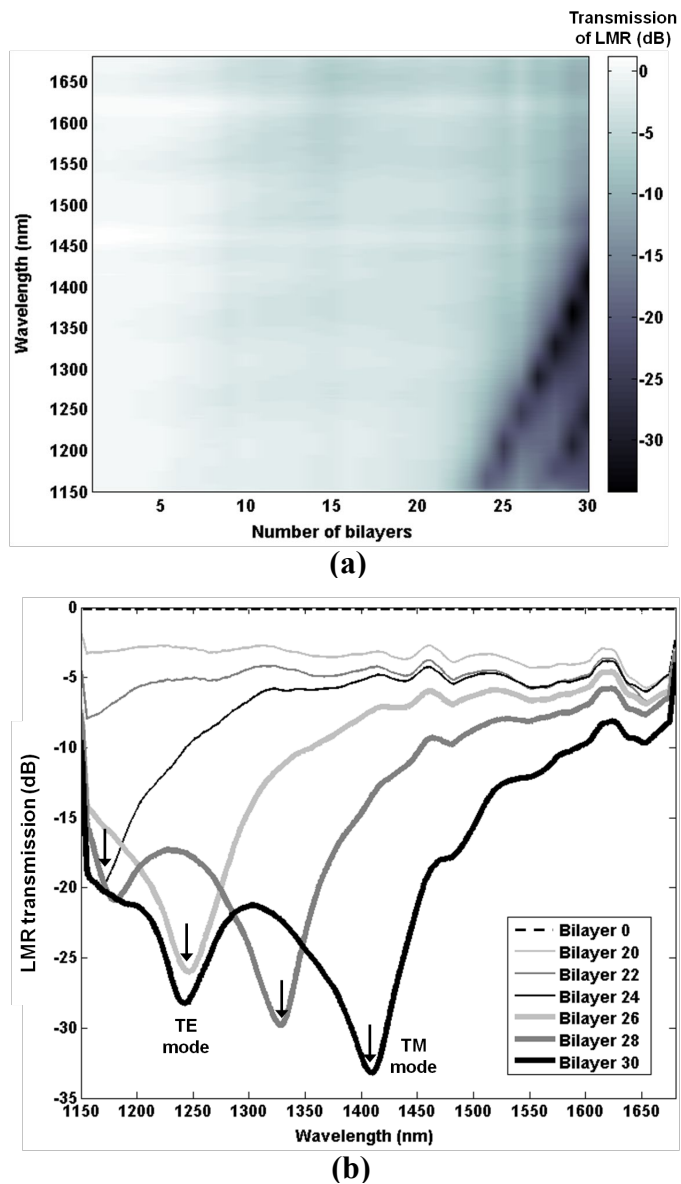 Transmission
of LMR (dB)
1650
1600
1550
1500
1450
1400
1350
1300
1250
1200
1150
Wavelength (nm)
5
10
15
20
25
30
Number of bilayers
0
-5
-10
-15
-20
-25
-30
(a)
0
-5
-10
-15
-20
-25
-30
-35
LMR transmission (dB)
TE
mode
TM
mode
Bilayer 0
Bilayer 20
Bilayer 22
Bilayer 24
Bilayer 26
Bilayer 28
Bilayer 30
1150
1200
1250
1300
1350
1400
1450
1500
1550
1600
1650
Wavelength (nm)
(b)